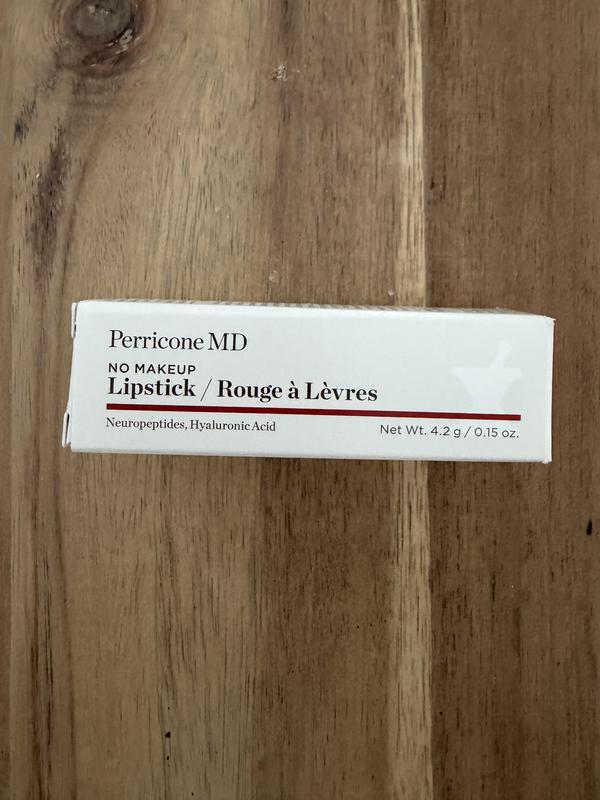 Perricone MD
NO MAKEUP
Lipstick / Rouge à Lèvres
Neuropeptides, Hyaluronic Acid
Net Wt. 4.2 g / 0.15 oz.